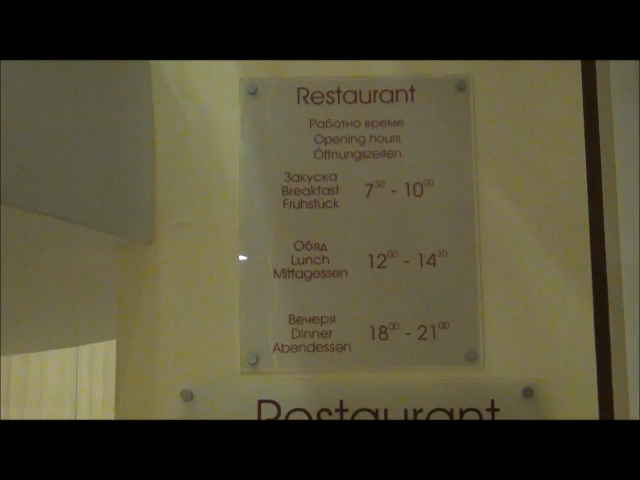 Restaurant
Работно време
Opening hours
Öffnungszeiten
Закуска
Breakfast
Frühstück
7³⁰ - 10⁰⁰
Обяд
Lunch
Mittagessen
12⁰⁰ - 14³⁰
Вечеря
Dinner
Abendessen
18⁰⁰ - 21⁰⁰
Restaurant